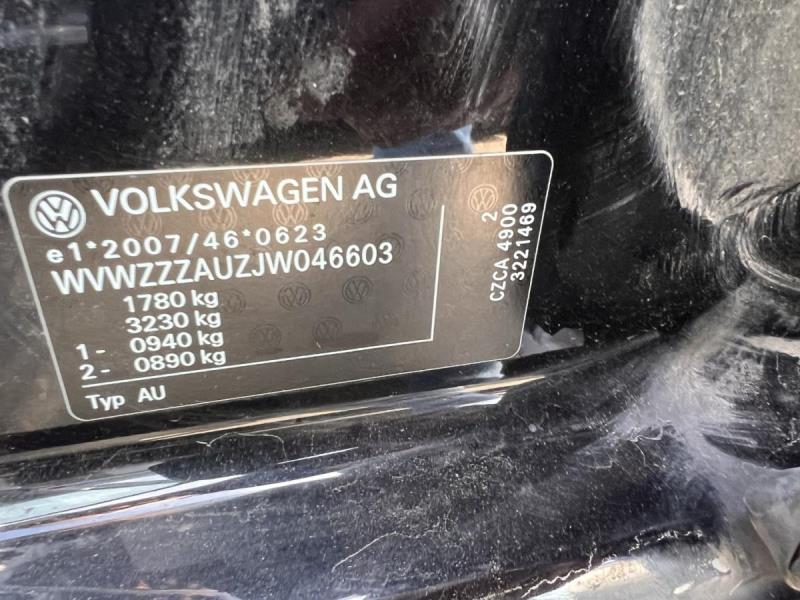 VOLKSWAGEN AG
e1*2007/46*0623
WVWZZZAUZJW046603
1780 kg
3230 kg
1- 0940 kg
2- 0890 kg
Typ AU
2
CZCA 4900
3221469